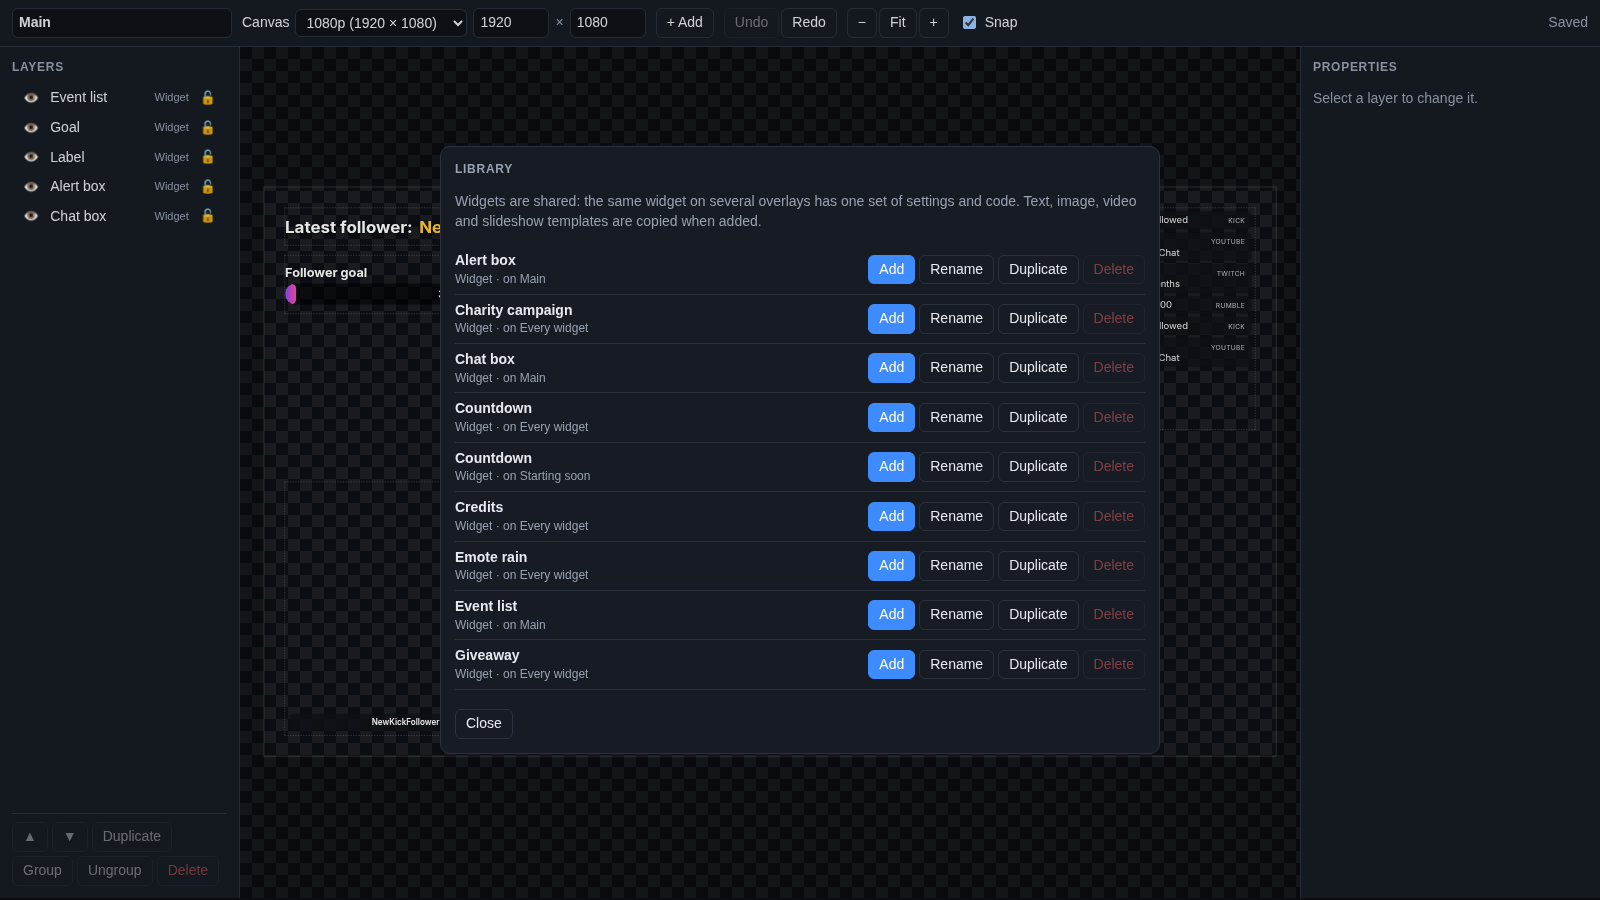 Main Canvas 1080p (1920 × 1080) 1920 × 1080 + Add Undo Redo − Fit + Snap Saved
LAYERS
Event list Widget
Goal Widget
Label Widget
Alert box Widget
Chat box Widget
▲ ▼ Duplicate
Group Ungroup Delete
Latest follower: Ne
Follower goal
NewKickFollower
LIBRARY
Widgets are shared: the same widget on several overlays has one set of settings and code. Text, image, video
and slideshow templates are copied when added.
Alert box Add Rename Duplicate Delete
Widget · on Main
Charity campaign Add Rename Duplicate Delete
Widget · on Every widget
Chat box Add Rename Duplicate Delete
Widget · on Main
Countdown Add Rename Duplicate Delete
Widget · on Every widget
Countdown Add Rename Duplicate Delete
Widget · on Starting soon
Credits Add Rename Duplicate Delete
Widget · on Every widget
Emote rain Add Rename Duplicate Delete
Widget · on Every widget
Event list Add Rename Duplicate Delete
Widget · on Main
Giveaway Add Rename Duplicate Delete
Widget · on Every widget
Close
llowed KICK
YOUTUBE
Chat
TWITCH
nths
00 RUMBLE
llowed KICK
YOUTUBE
Chat
PROPERTIES
Select a layer to change it.